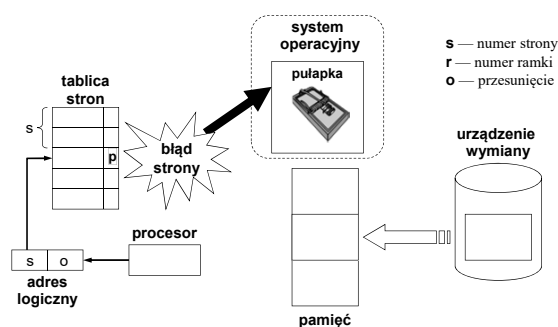 system
operacyjny
pułapka
s — numer strony
r — numer ramki
o — przesunięcie
tablica
stron
s
p
błąd
strony
urządzenie
wymiany
s o
adres
logiczny
procesor
pamięć